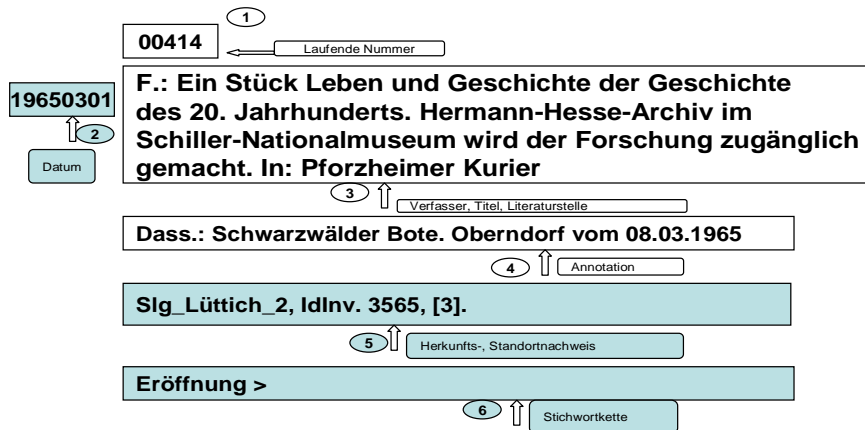 1
00414
Laufende Nummer
F.: Ein Stück Leben und Geschichte der Geschichte
des 20. Jahrhunderts. Hermann-Hesse-Archiv im
Schiller-Nationalmuseum wird der Forschung zugänglich
gemacht. In: Pforzheimer Kurier
19650301
2
Datum
3
Verfasser, Titel, Literaturstelle
Dass.: Schwarzwälder Bote. Oberndorf vom 08.03.1965
4
Annotation
Slg_Lüttich_2, IdInv. 3565, [3].
5
Herkunfts-, Standortnachweis
Eröffnung >
6
Stichwortkette